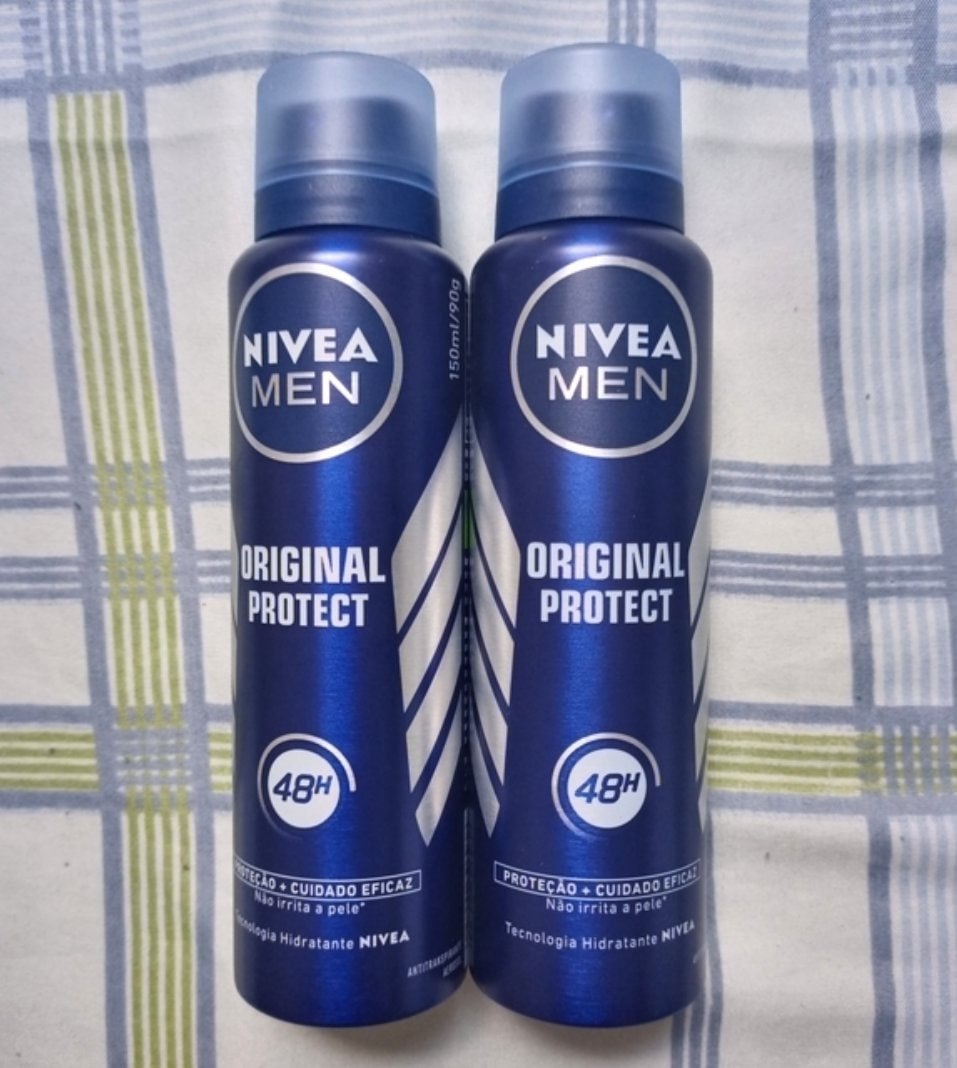 NIVEA
MEN
150ml/90g
ORIGINAL
PROTECT
48H
PROTEÇÃO + CUIDADO EFICAZ
Não irrita a pele*
Tecnologia Hidratante NIVEA
NIVEA
MEN
ORIGINAL
PROTECT
48H
PROTEÇÃO + CUIDADO EFICAZ
Não irrita a pele*
Tecnologia Hidratante NIVEA